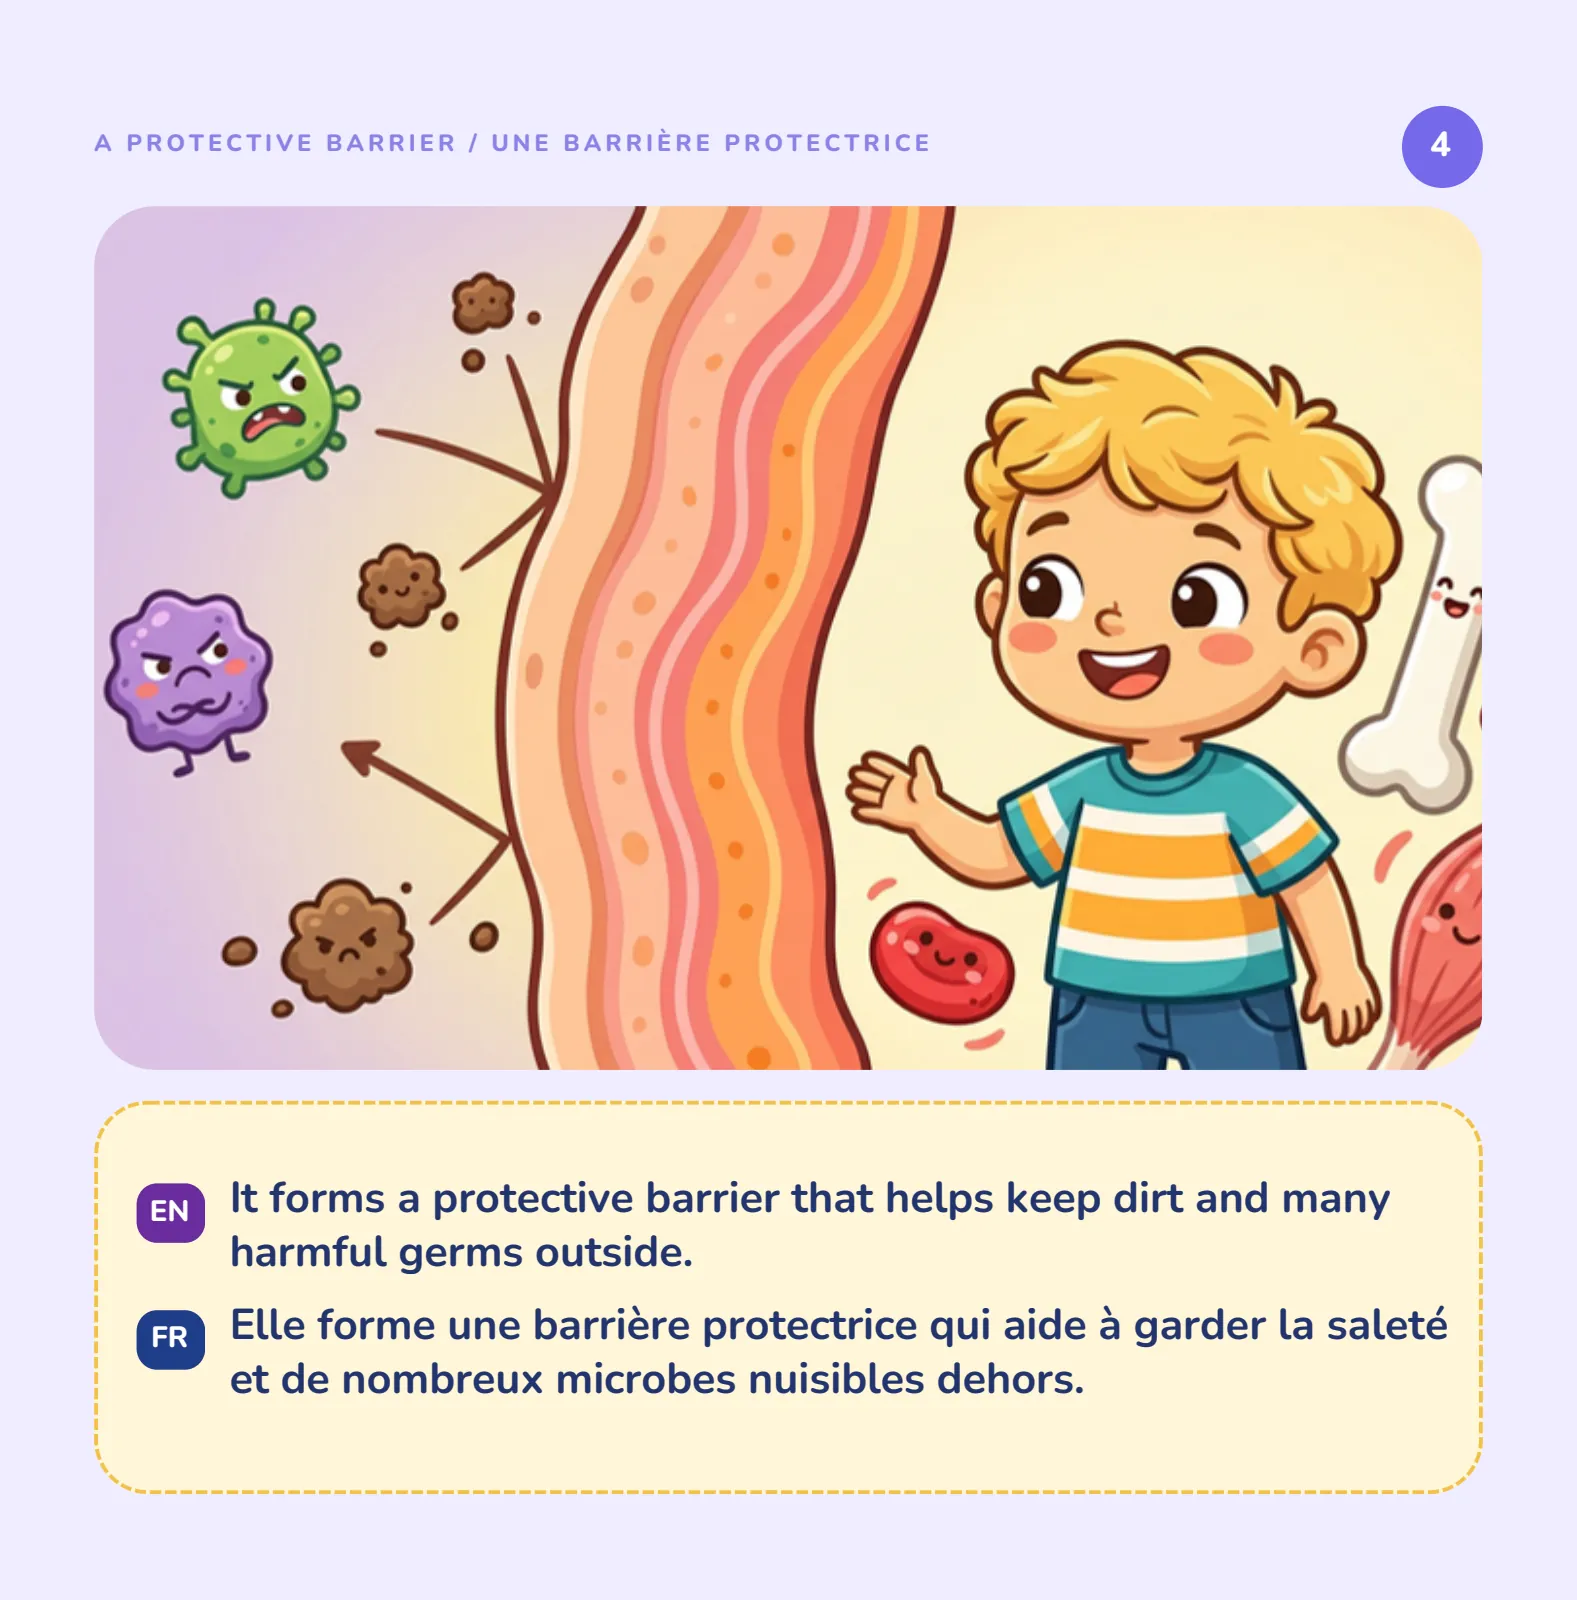 A PROTECTIVE BARRIER / UNE BARRIÈRE PROTECTRICE
4
EN
It forms a protective barrier that helps keep dirt and many
harmful germs outside.
FR
Elle forme une barrière protectrice qui aide à garder la saleté
et de nombreux microbes nuisibles dehors.